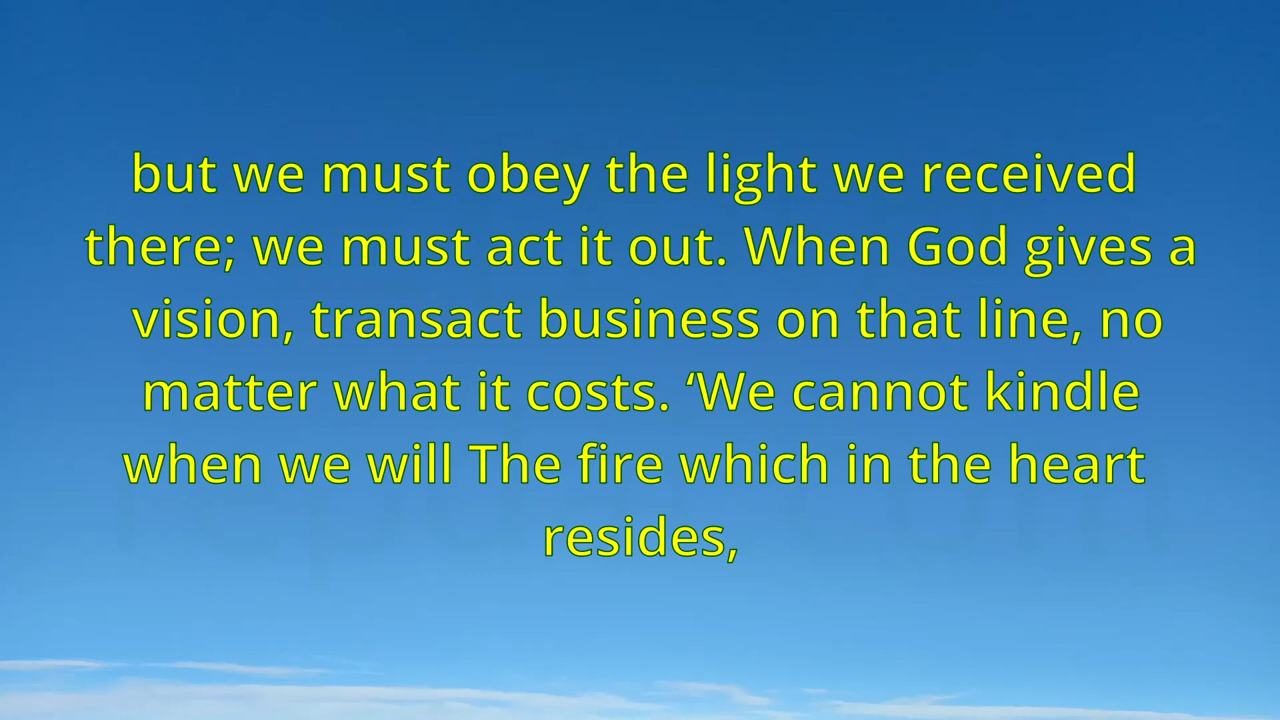 but we must obey the light we received
there; we must act it out. When God gives a
vision, transact business on that line, no
matter what it costs. ‘We cannot kindle
when we will The fire which in the heart
resides,